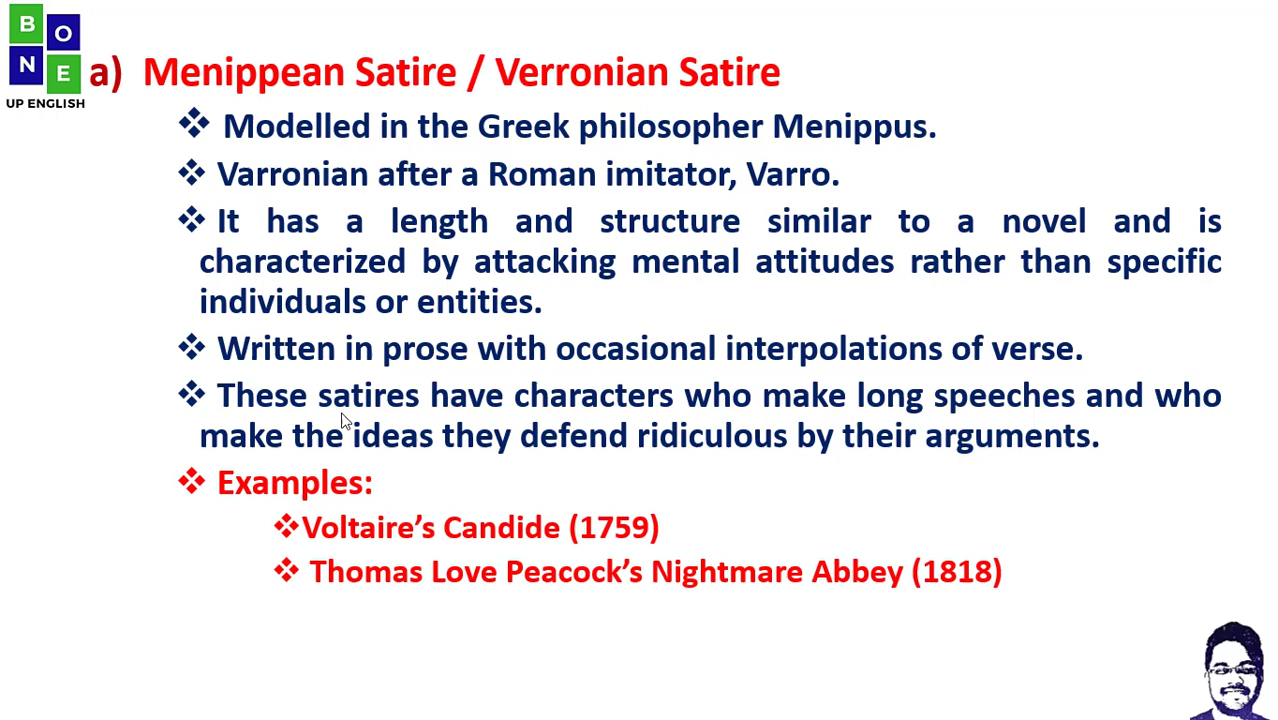 B O
N E
UP ENGLISH
a) Menippean Satire / Verronian Satire
❖ Modelled in the Greek philosopher Menippus.
❖ Varronian after a Roman imitator, Varro.
❖ It has a length and structure similar to a novel and is
characterized by attacking mental attitudes rather than specific
individuals or entities.
❖ Written in prose with occasional interpolations of verse.
❖ These satires have characters who make long speeches and who
make the ideas they defend ridiculous by their arguments.
❖ Examples:
❖Voltaire’s Candide (1759)
❖ Thomas Love Peacock’s Nightmare Abbey (1818)